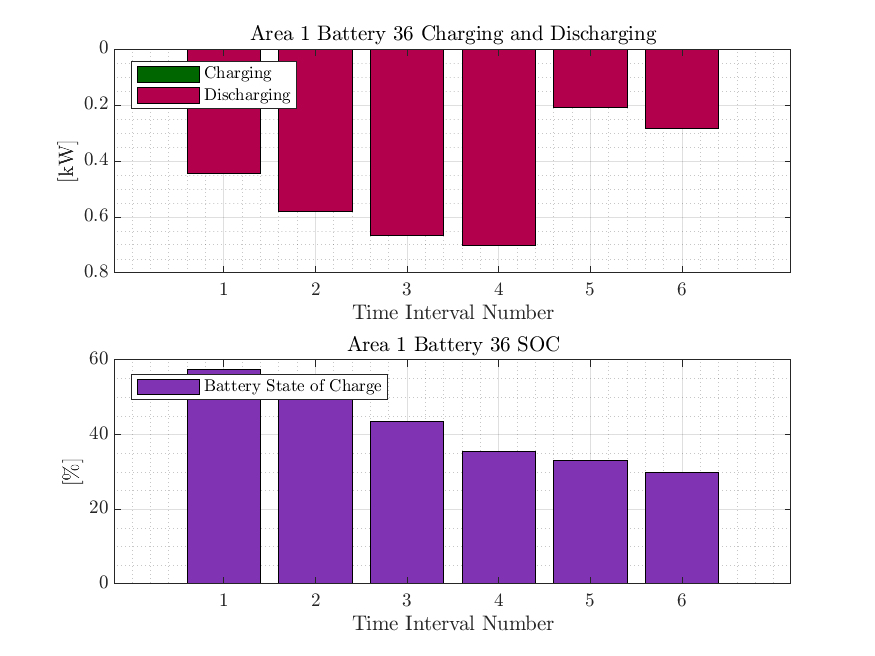 Area 1 Battery 36 Charging and Discharging
0
0.2
0.4
0.6
0.8
[kW]
Charging
Discharging
1 2 3 4 5 6
Time Interval Number
Area 1 Battery 36 SOC
60
40
20
0
[%]
Battery State of Charge
1 2 3 4 5 6
Time Interval Number